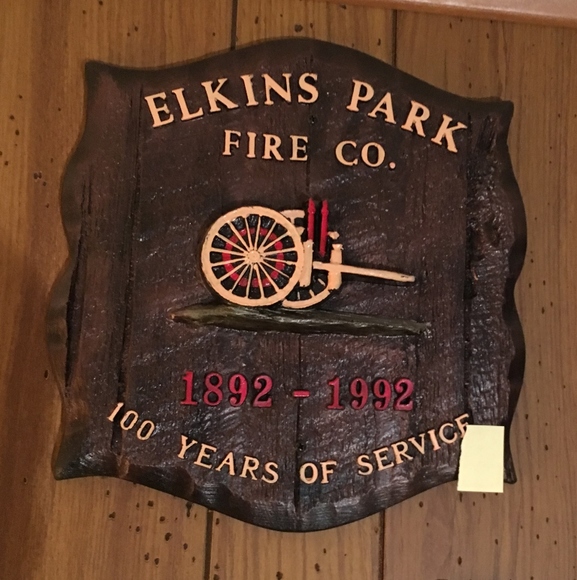 ELKINS PARK
FIRE CO.
1892 - 1992
100 YEARS OF SERVICE